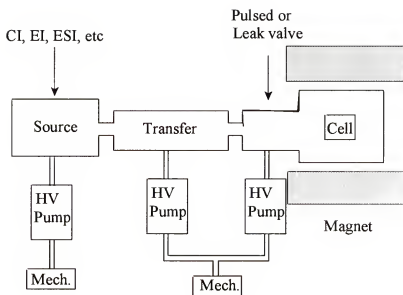 Pulsed or
Leak valve
CI, EI, ESI, etc
Source
Transfer
Cell
HV
Pump
HV
Pump
HV
Pump
Magnet
Mech.
Mech.